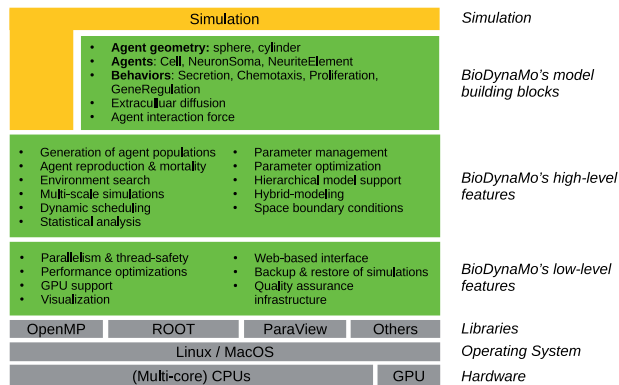 Simulation
Simulation
• Agent geometry: sphere, cylinder
• Agents: Cell, NeuronSoma, NeuriteElement
• Behaviors: Secretion, Chemotaxis, Proliferation,
GeneRegulation
• Extraculluar diffusion
• Agent interaction force
BioDynaMo's model
building blocks
• Generation of agent populations
• Agent reproduction & mortality
• Environment search
• Multi-scale simulations
• Dynamic scheduling
• Statistical analysis
• Parameter management
• Parameter optimization
• Hierarchical model support
• Hybrid-modeling
• Space boundary conditions
BioDynaMo's high-level
features
• Parallelism & thread-safety
• Performance optimizations
• GPU support
• Visualization
• Web-based interface
• Backup & restore of simulations
• Quality assurance
infrastructure
BioDynaMo's low-level
features
OpenMP
ROOT
ParaView
Others
Libraries
Linux / MacOS
Operating System
(Multi-core) CPUs
GPU
Hardware